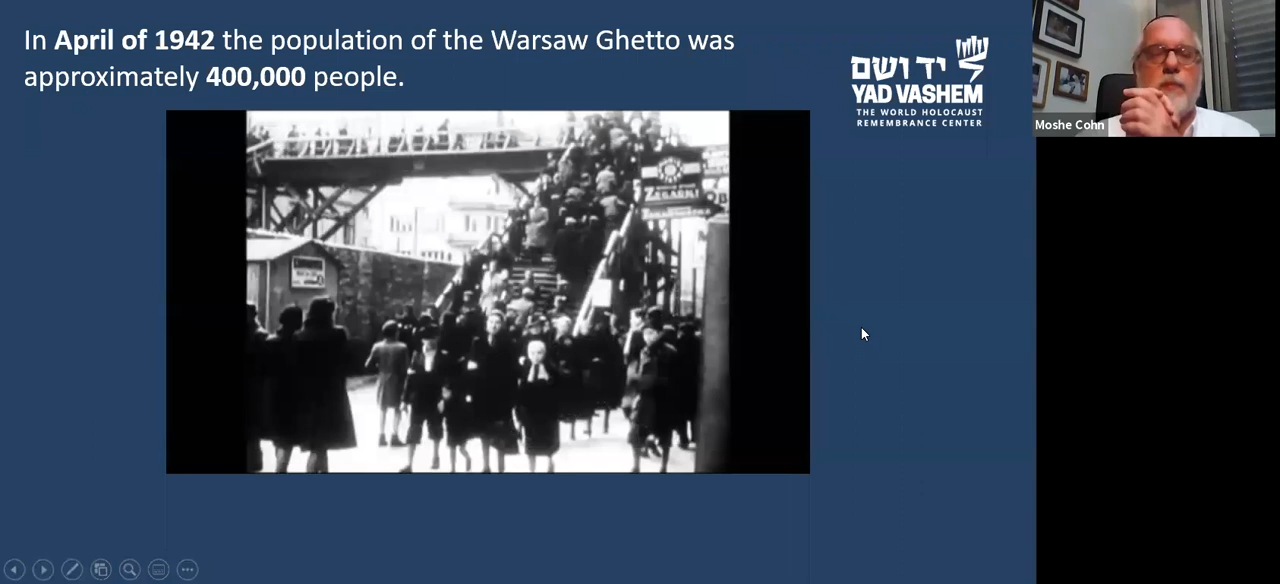 In April of 1942 the population of the Warsaw Ghetto was
approximately 400,000 people.
יד ושם
YAD VASHEM
THE WORLD HOLOCAUST
REMEMBRANCE CENTER
Moshe Cohn
ZEGARKI